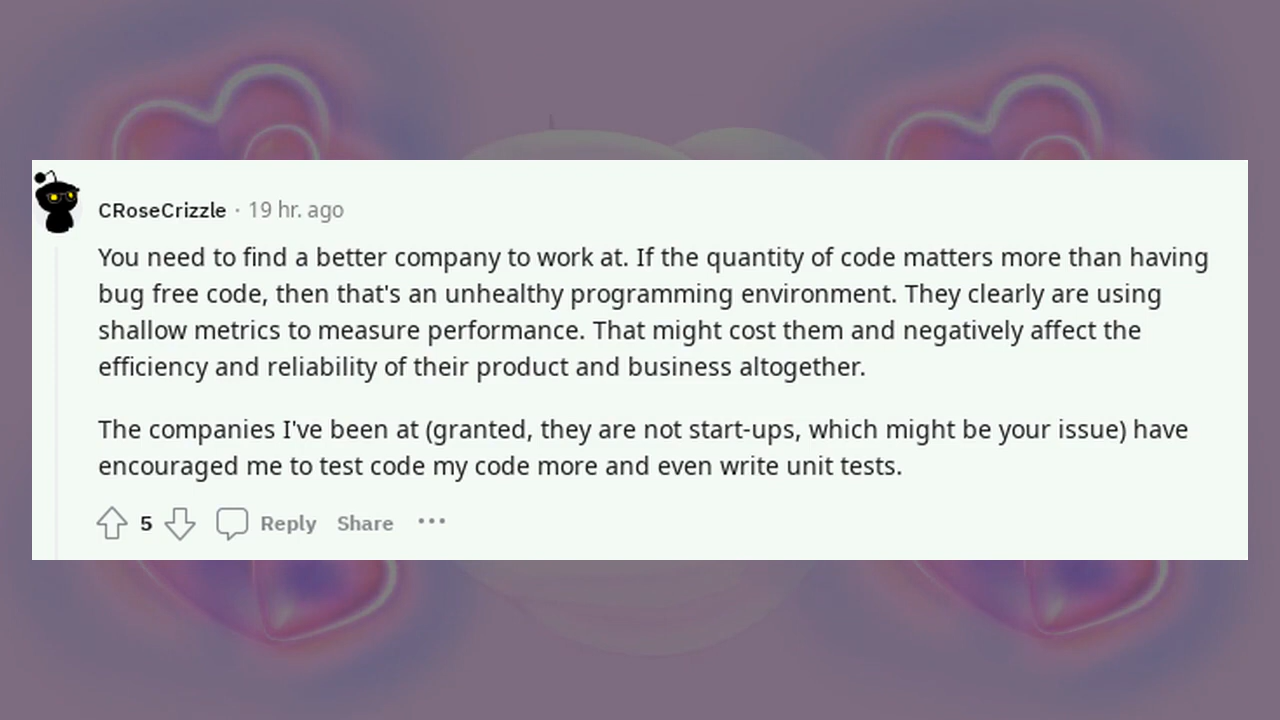 CRoseCrizzle · 19 hr. ago
You need to find a better company to work at. If the quantity of code matters more than having
bug free code, then that's an unhealthy programming environment. They clearly are using
shallow metrics to measure performance. That might cost them and negatively affect the
efficiency and reliability of their product and business altogether.
The companies I've been at (granted, they are not start-ups, which might be your issue) have
encouraged me to test code my code more and even write unit tests.
5 Reply Share ···